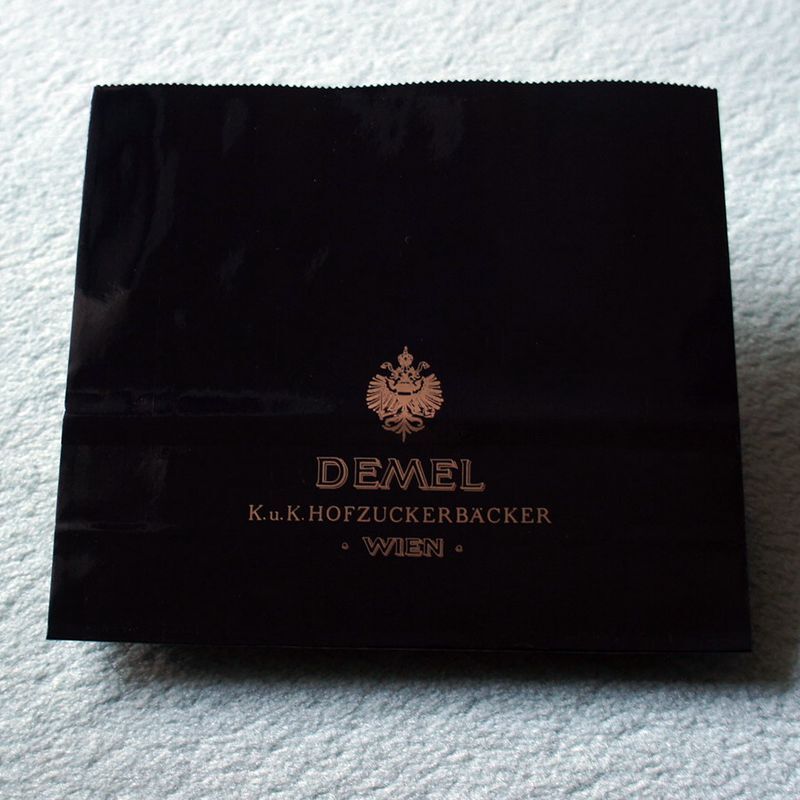 DEMEL
K.u.K.HOFZUCKERBÄCKER
· WIEN ·